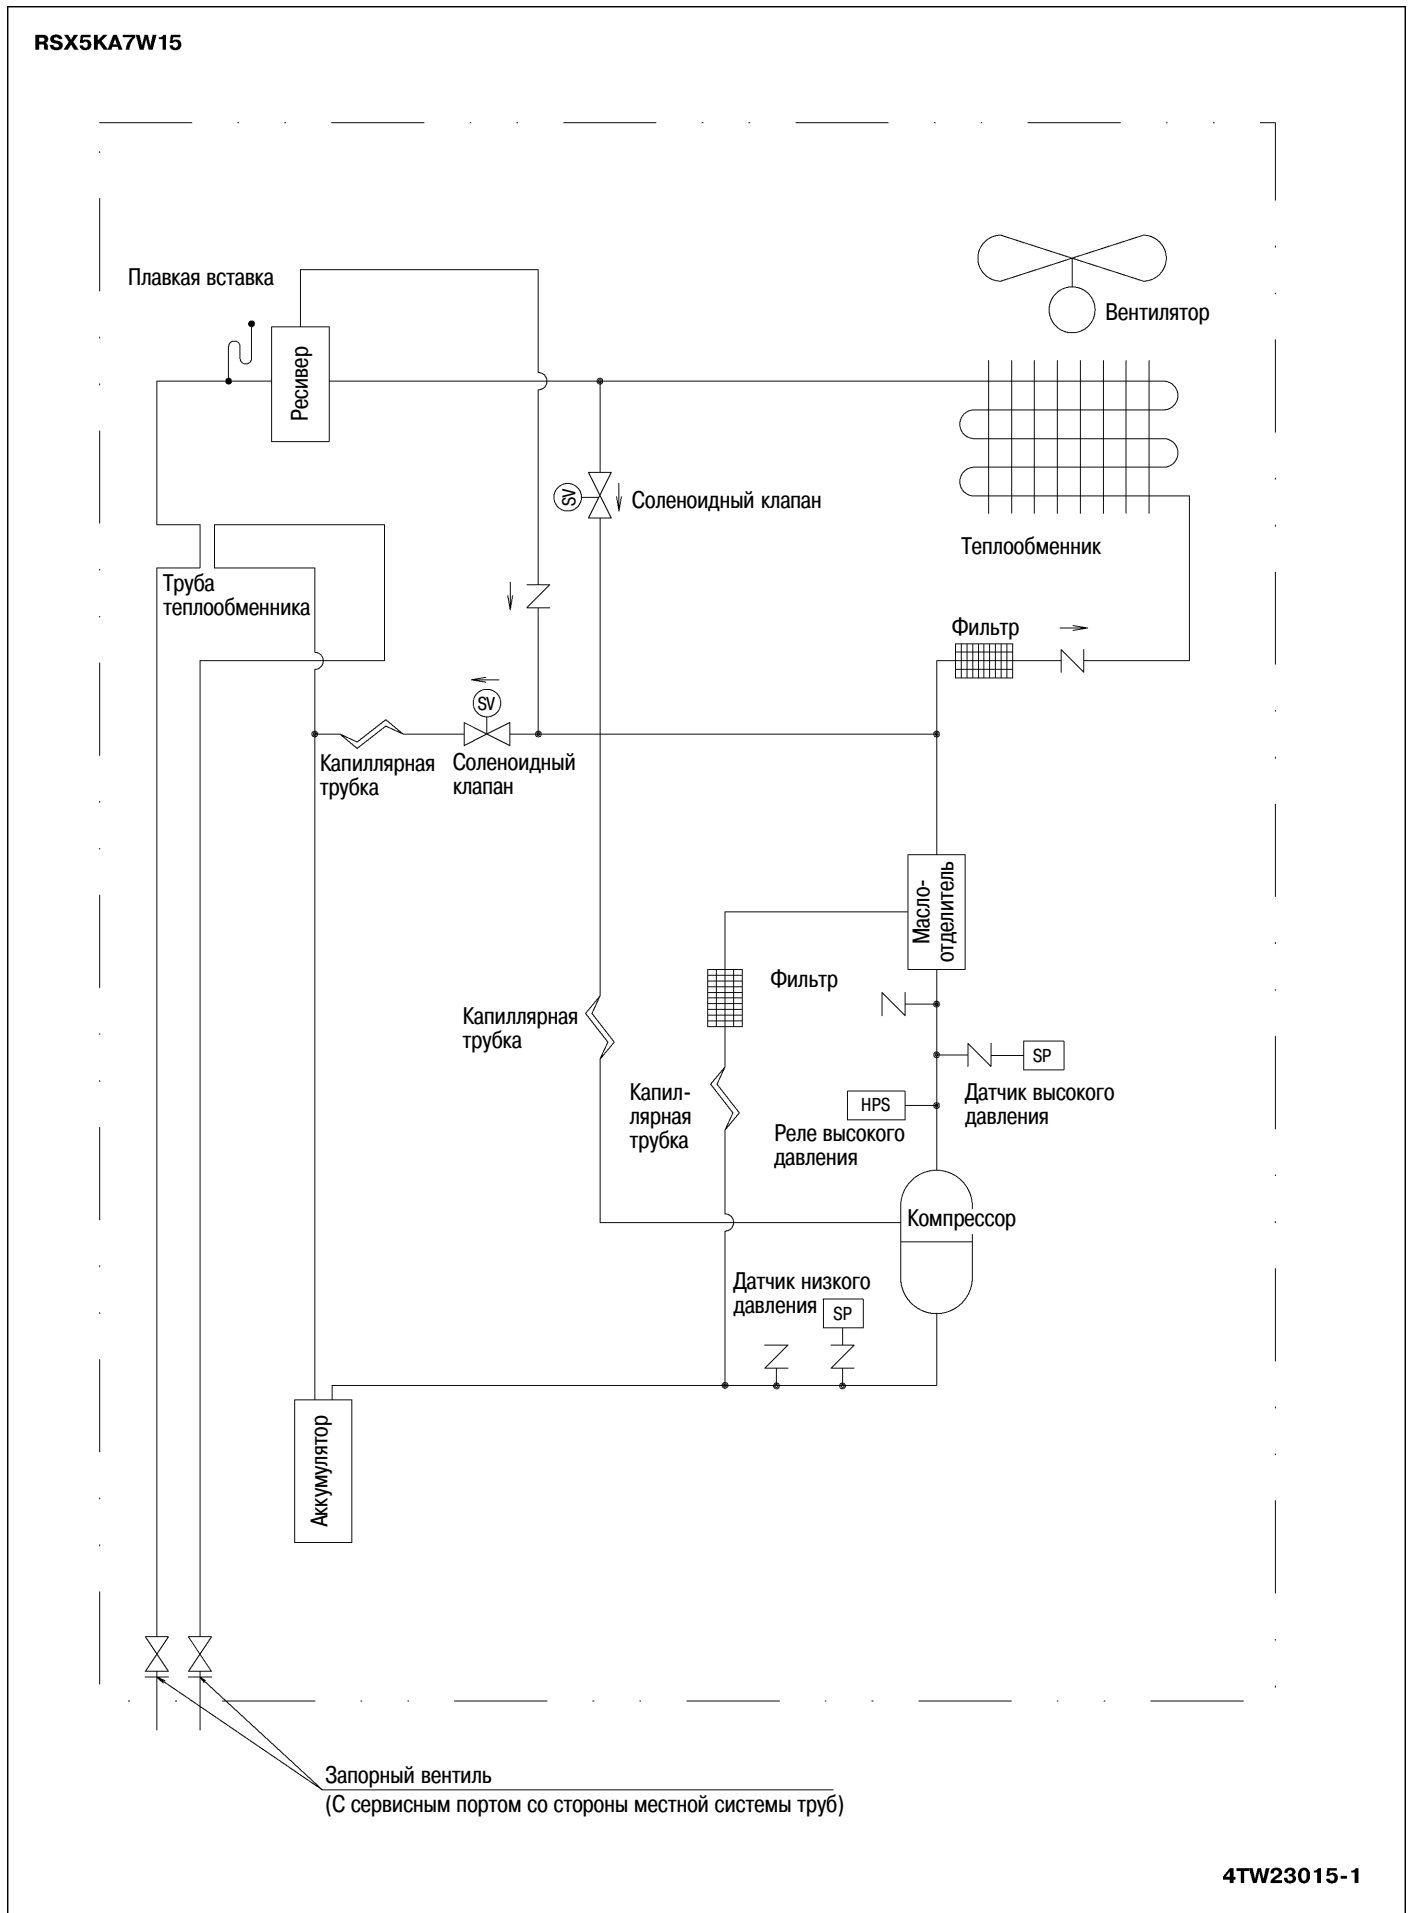 RSX5KA7W15
Плавкая вставка
Вентилятор
Ресивер
SV
Соленоидный клапан
Теплообменник
Труба
теплообменника
Фильтр
SV
Капиллярная
трубка
Соленоидный
клапан
Масло-
отделитель
Фильтр
Капиллярная
трубка
SP
Датчик высокого
давления
Капил-
лярная
трубка
HPS
Реле высокого
давления
Компрессор
Датчик низкого
давления
SP
Аккумулятор
Запорный вентиль
(С сервисным портом со стороны местной системы труб)
4TW23015-1